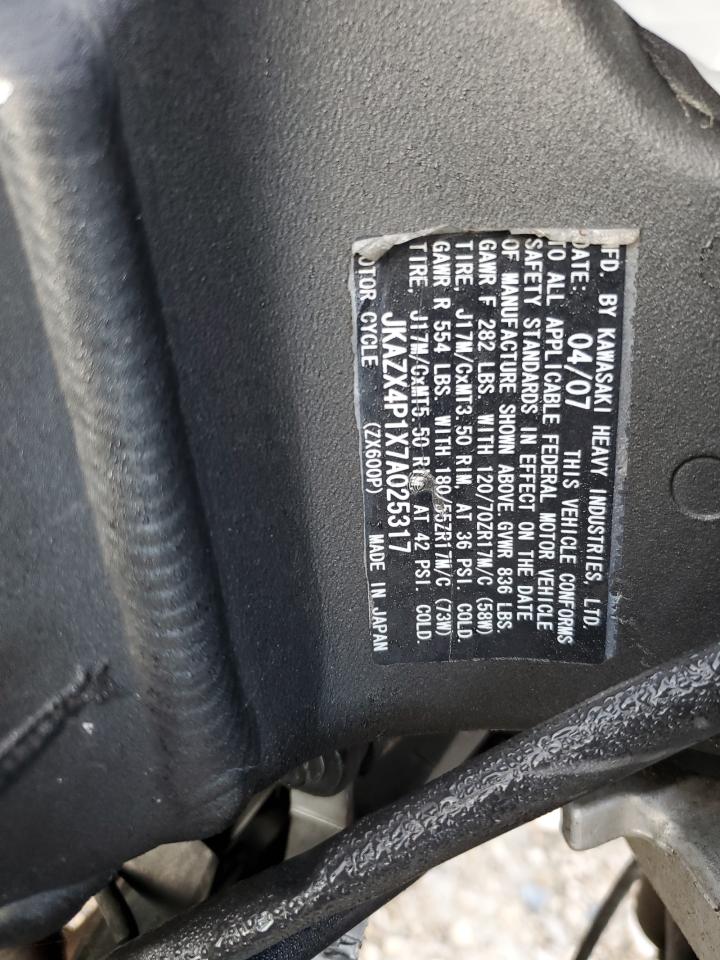 MFD. BY KAWASAKI HEAVY INDUSTRIES, LTD.
DATE: 04/07 THIS VEHICLE CONFORMS
TO ALL APPLICABLE FEDERAL MOTOR VEHICLE
SAFETY STANDARDS IN EFFECT ON THE DATE
OF MANUFACTURE SHOWN ABOVE. GVWR 836 LBS.
GAWR F 282 LBS. WITH 120/70ZR17M/C (58W)
TIRE, J17M/CxMT3.50 RIM, AT 36 PSI. COLD
GAWR R 554 LBS. WITH 180/55ZR17M/C (73W)
TIRE, J17M/CxMT5.50 RIM, AT 42 PSI. COLD.
JKAZX4P1X7A025317
MOTOR CYCLE (ZX600P) MADE IN JAPAN